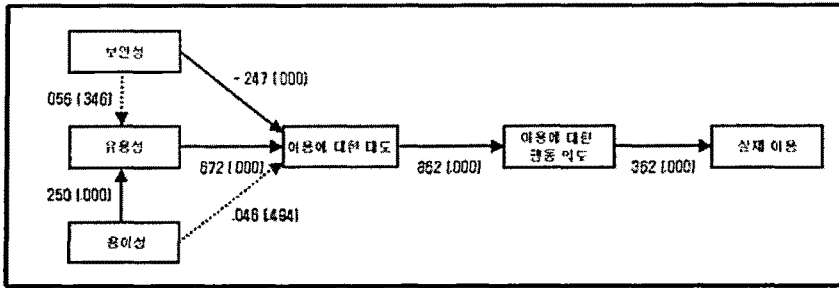 보안성
-.247 (.000)
.056 (.346)
유용성
이용에 대한 태도
이용에 대한
행동 의도
실제 이용
.672 (.000)
.862 (.000)
.362 (.000)
.250 (.000)
.046 (.494)
용이성